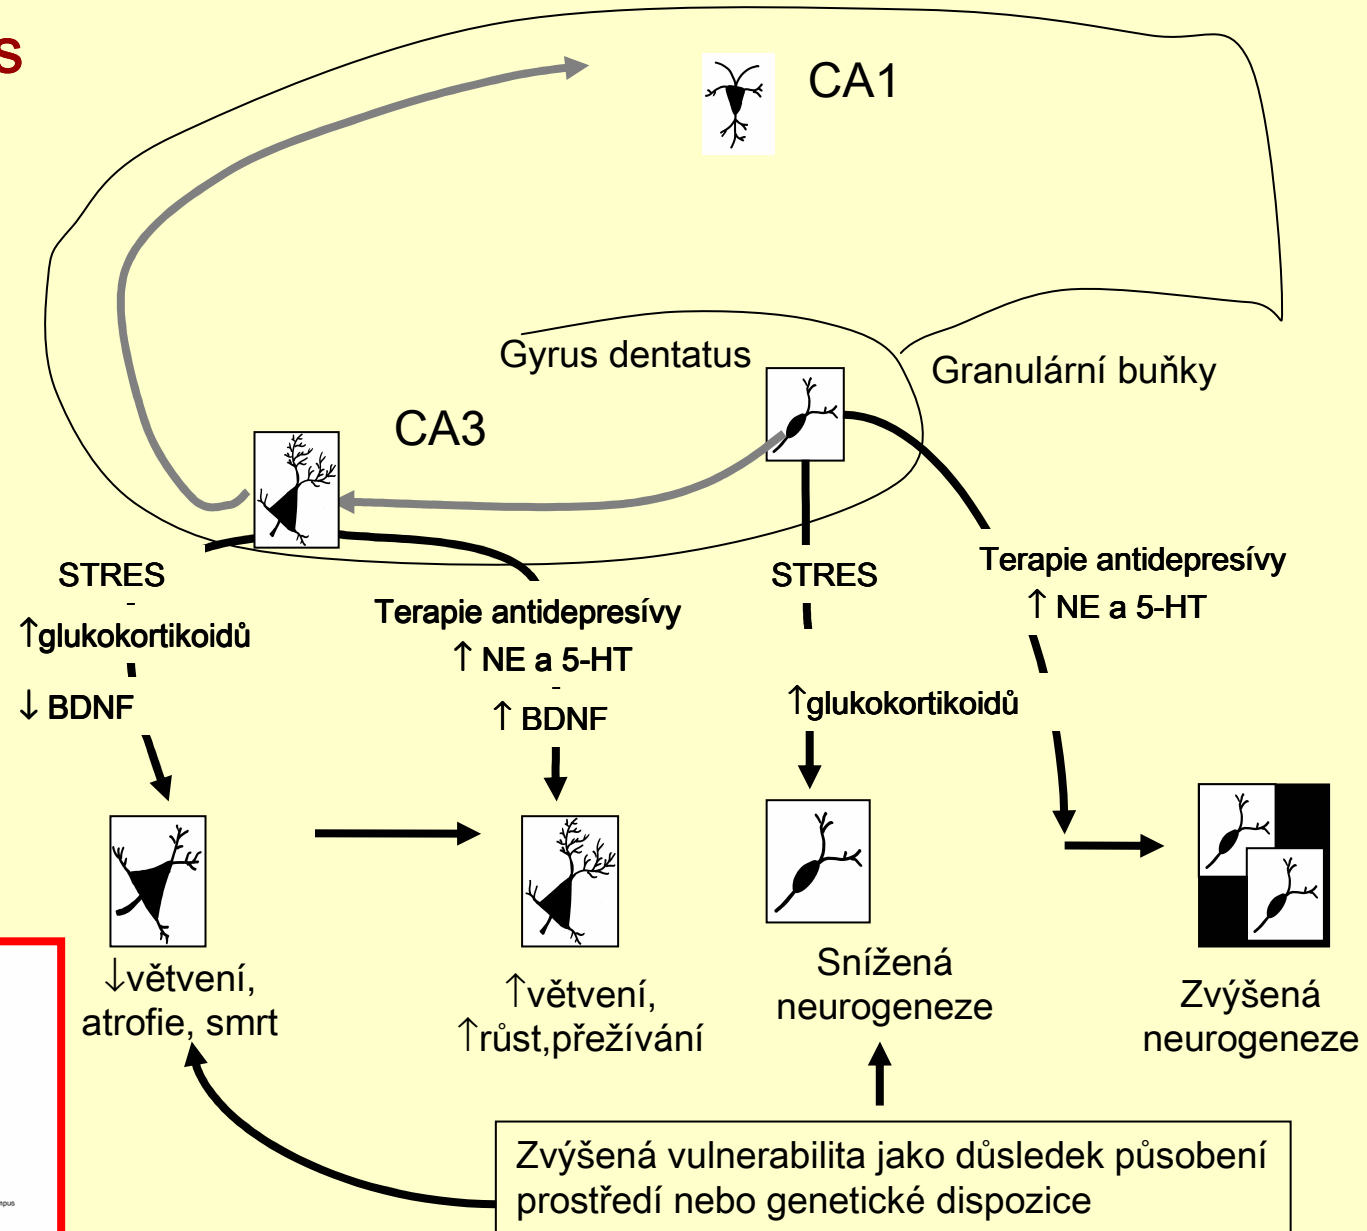 S
CA1
Gyrus dentatus
Granulární buňky
CA3
STRES
↑glukokortikoidů
↓ BDNF
Terapie antidepresívy
↑ NE a 5-HT
↑ BDNF
STRES
↑glukokortikoidů
Terapie antidepresívy
↑ NE a 5-HT
↓větvení,
atrofie, smrt
↑větvení,
↑růst,přežívání
Snížená
neurogeneze
Zvýšená
neurogeneze
Zvýšená vulnerabilita jako důsledek působení
prostředí nebo genetické dispozice